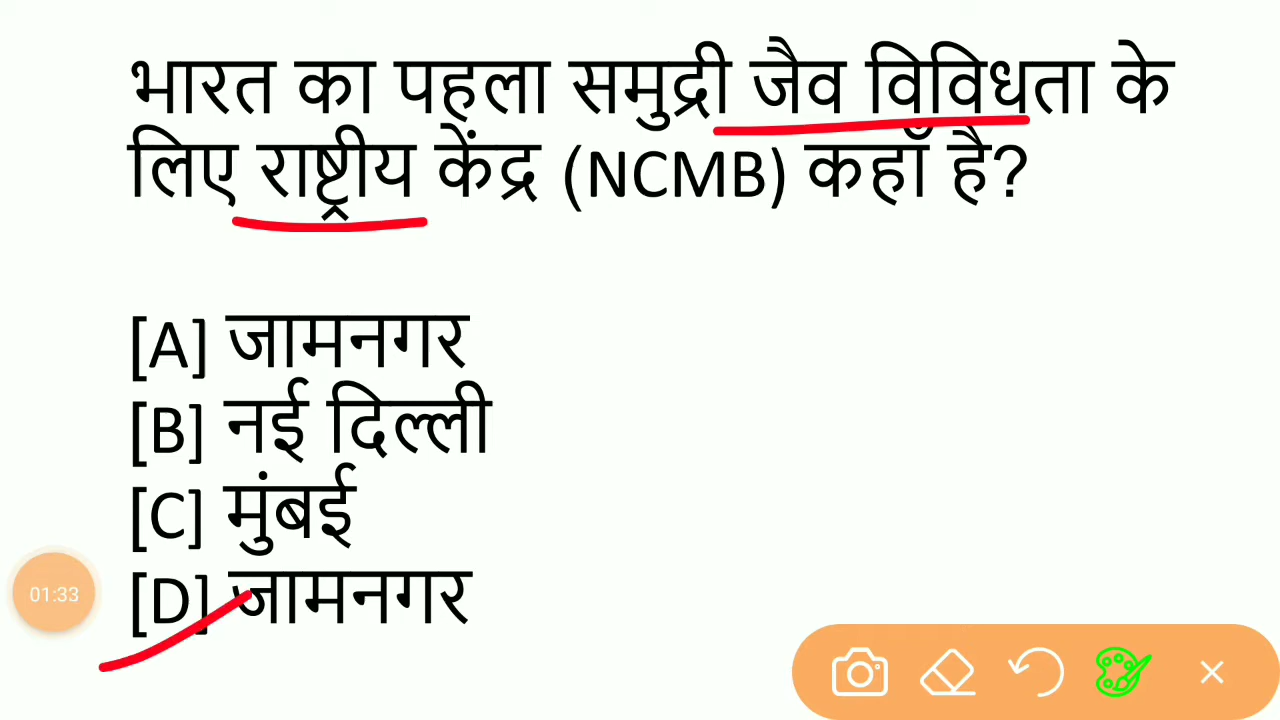 भारत का पहला समुद्री जैव विविधता के
लिए राष्ट्रीय केंद्र (NCMB) कहाँ है?
[A] जामनगर
[B] नई दिल्ली
[C] मुंबई
[D] जामनगर
01:33